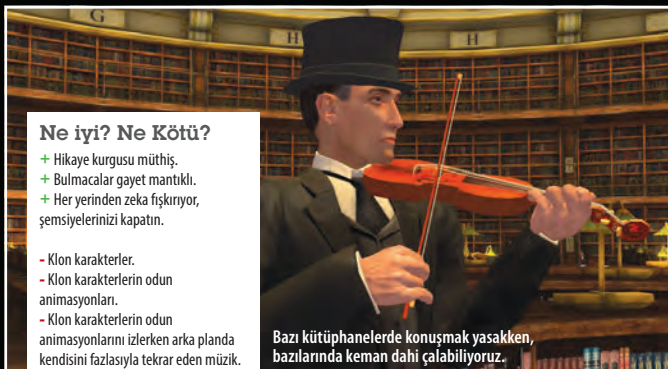 G
H
H
Ne iyi? Ne Kötü?
+ Hikaye kurgusu müthiş.
+ Bulmacalar gayet mantıklı.
+ Her yerinden zeka fışkırıyor,
şemsiyelerinizi kapatın.
- Klon karakterler.
- Klon karakterlerin odun
animasyonları.
- Klon karakterlerin odun
animasyonlarını izlerken arka planda
kendisini fazlasıyla tekrar eden müzik.
Bazı kütüphanelerde konuşmak yasakken,
bazılarında keman dahi çalabiliyoruz.